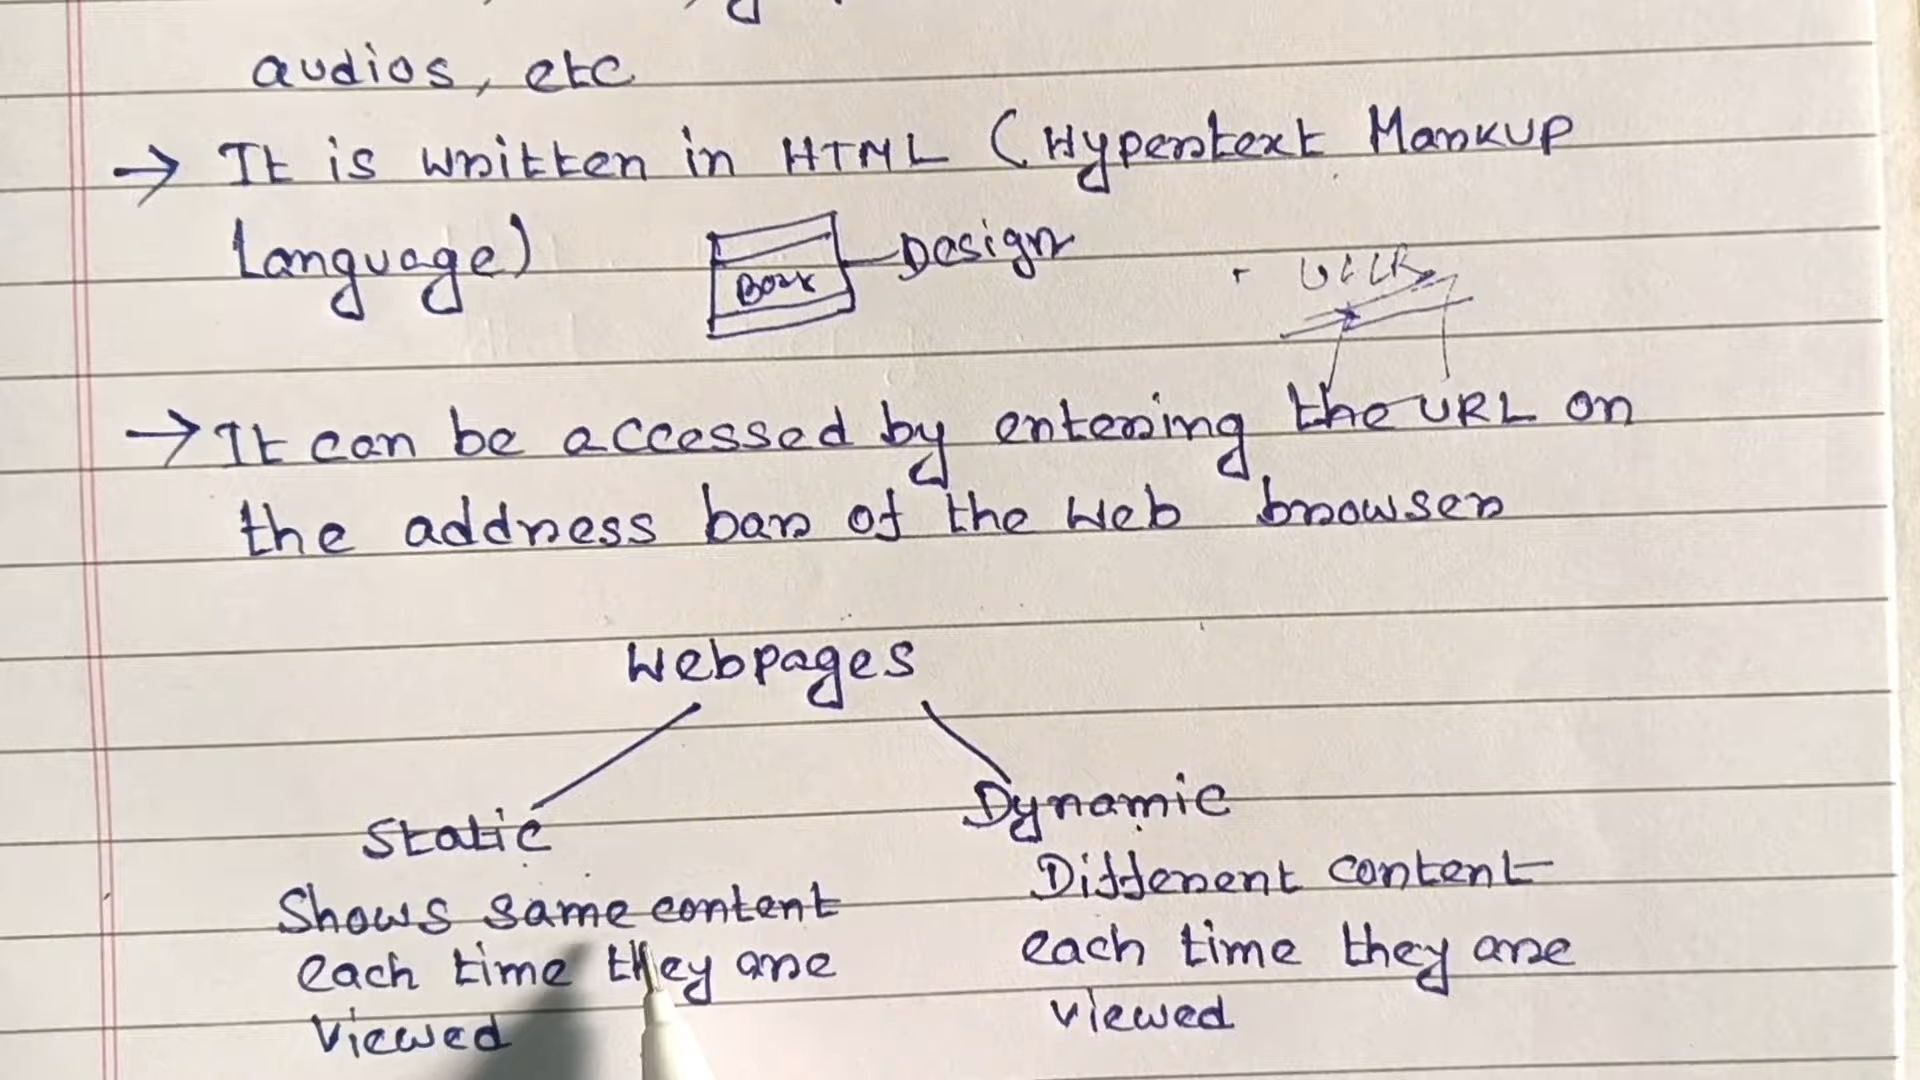 audios, etc
→ It is written in HTML (Hypertext Markup
Language)
Book
Design
→ It can be accessed by entering the URL on
the address bar of the web browser
Webpages
Static
Dynamic
Shows same content
each time they are
viewed
Different content
each time they are
viewed